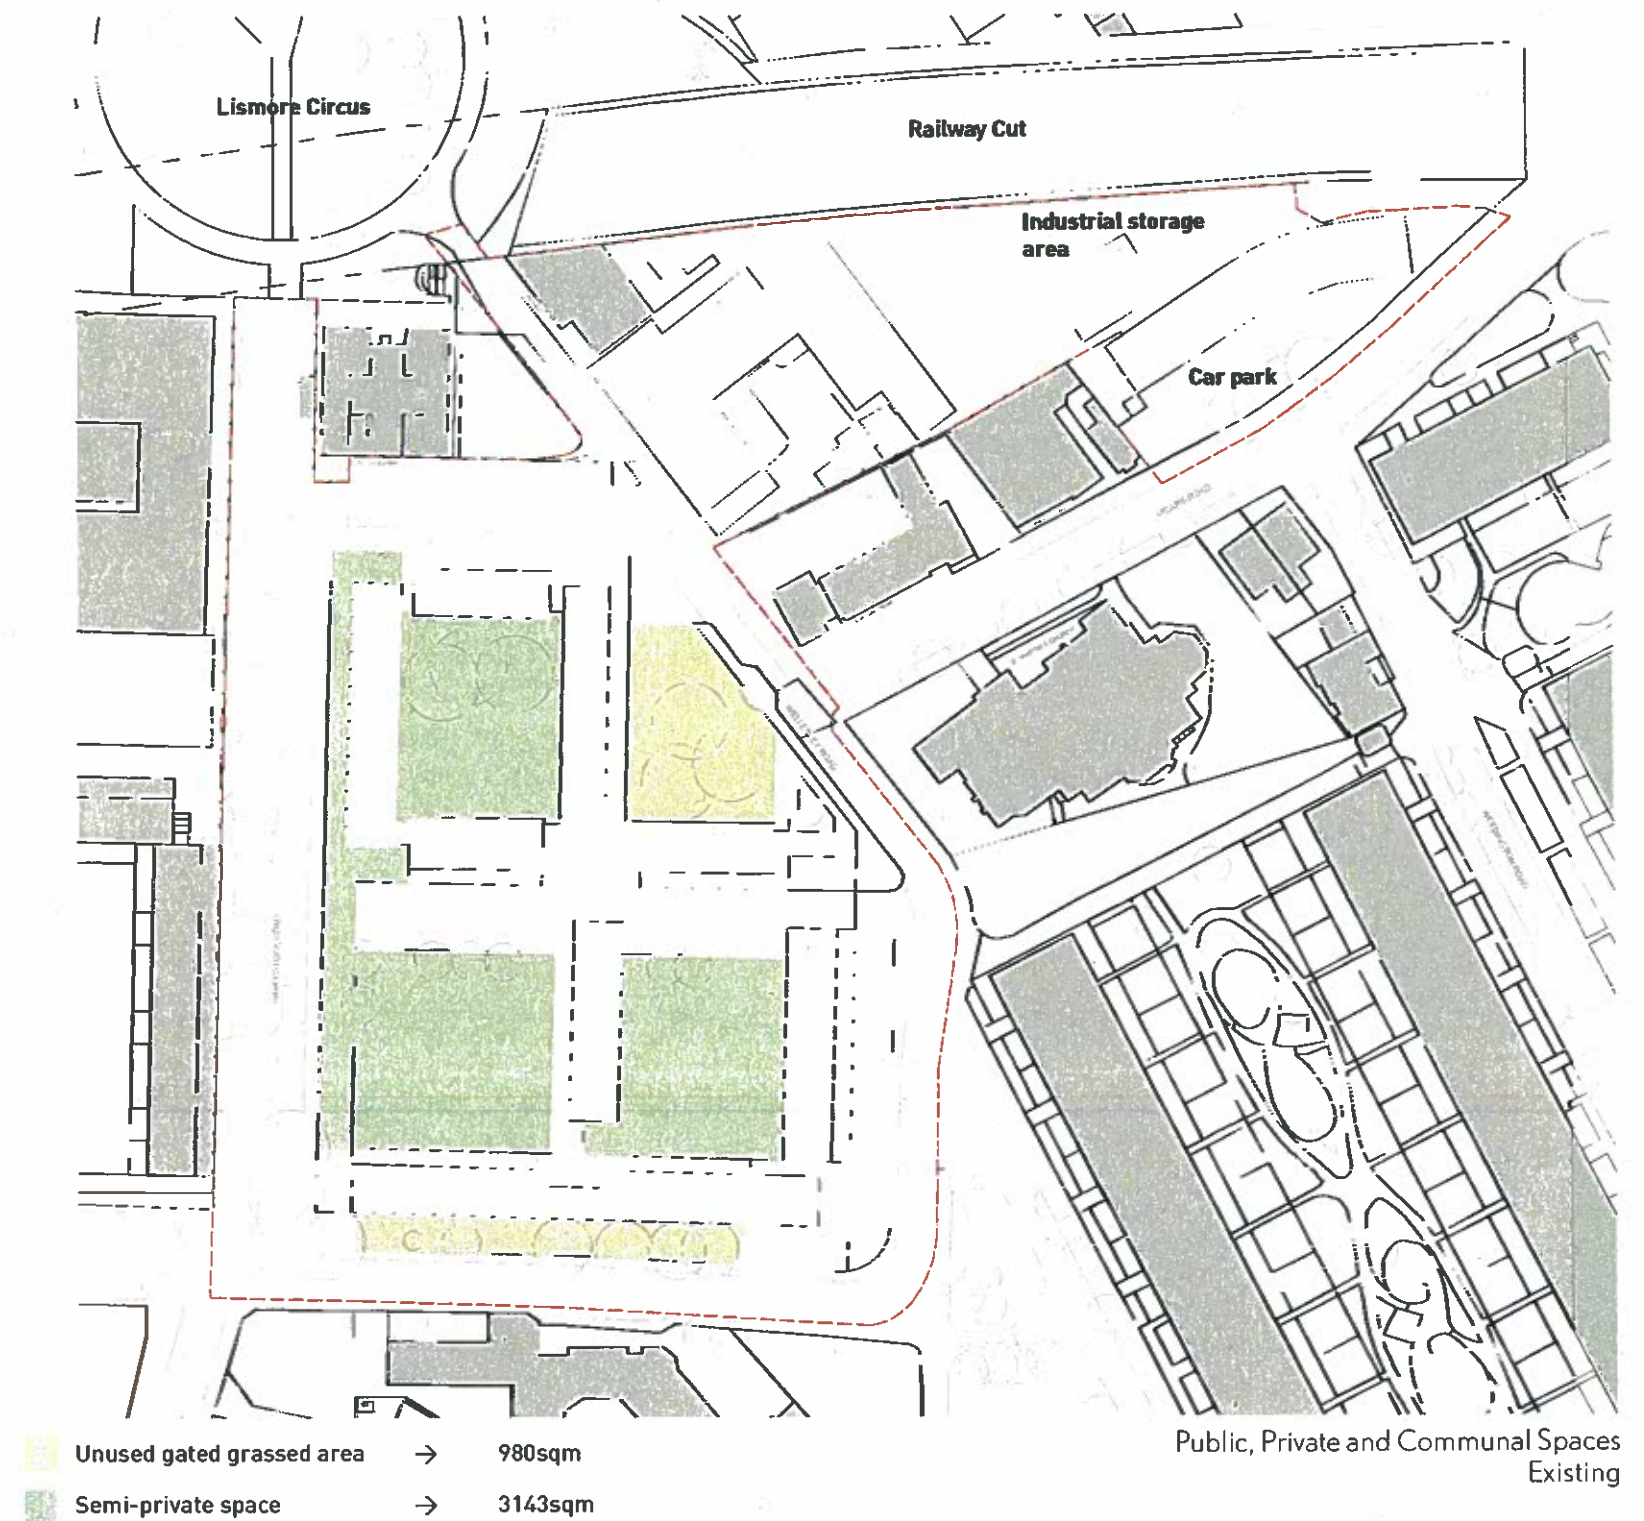 Lismore Circus
Railway Cut
Industrial storage
area
Car park
Unused gated grassed area → 980sqm
Semi-private space → 3143sqm
Public, Private and Communal Spaces
Existing